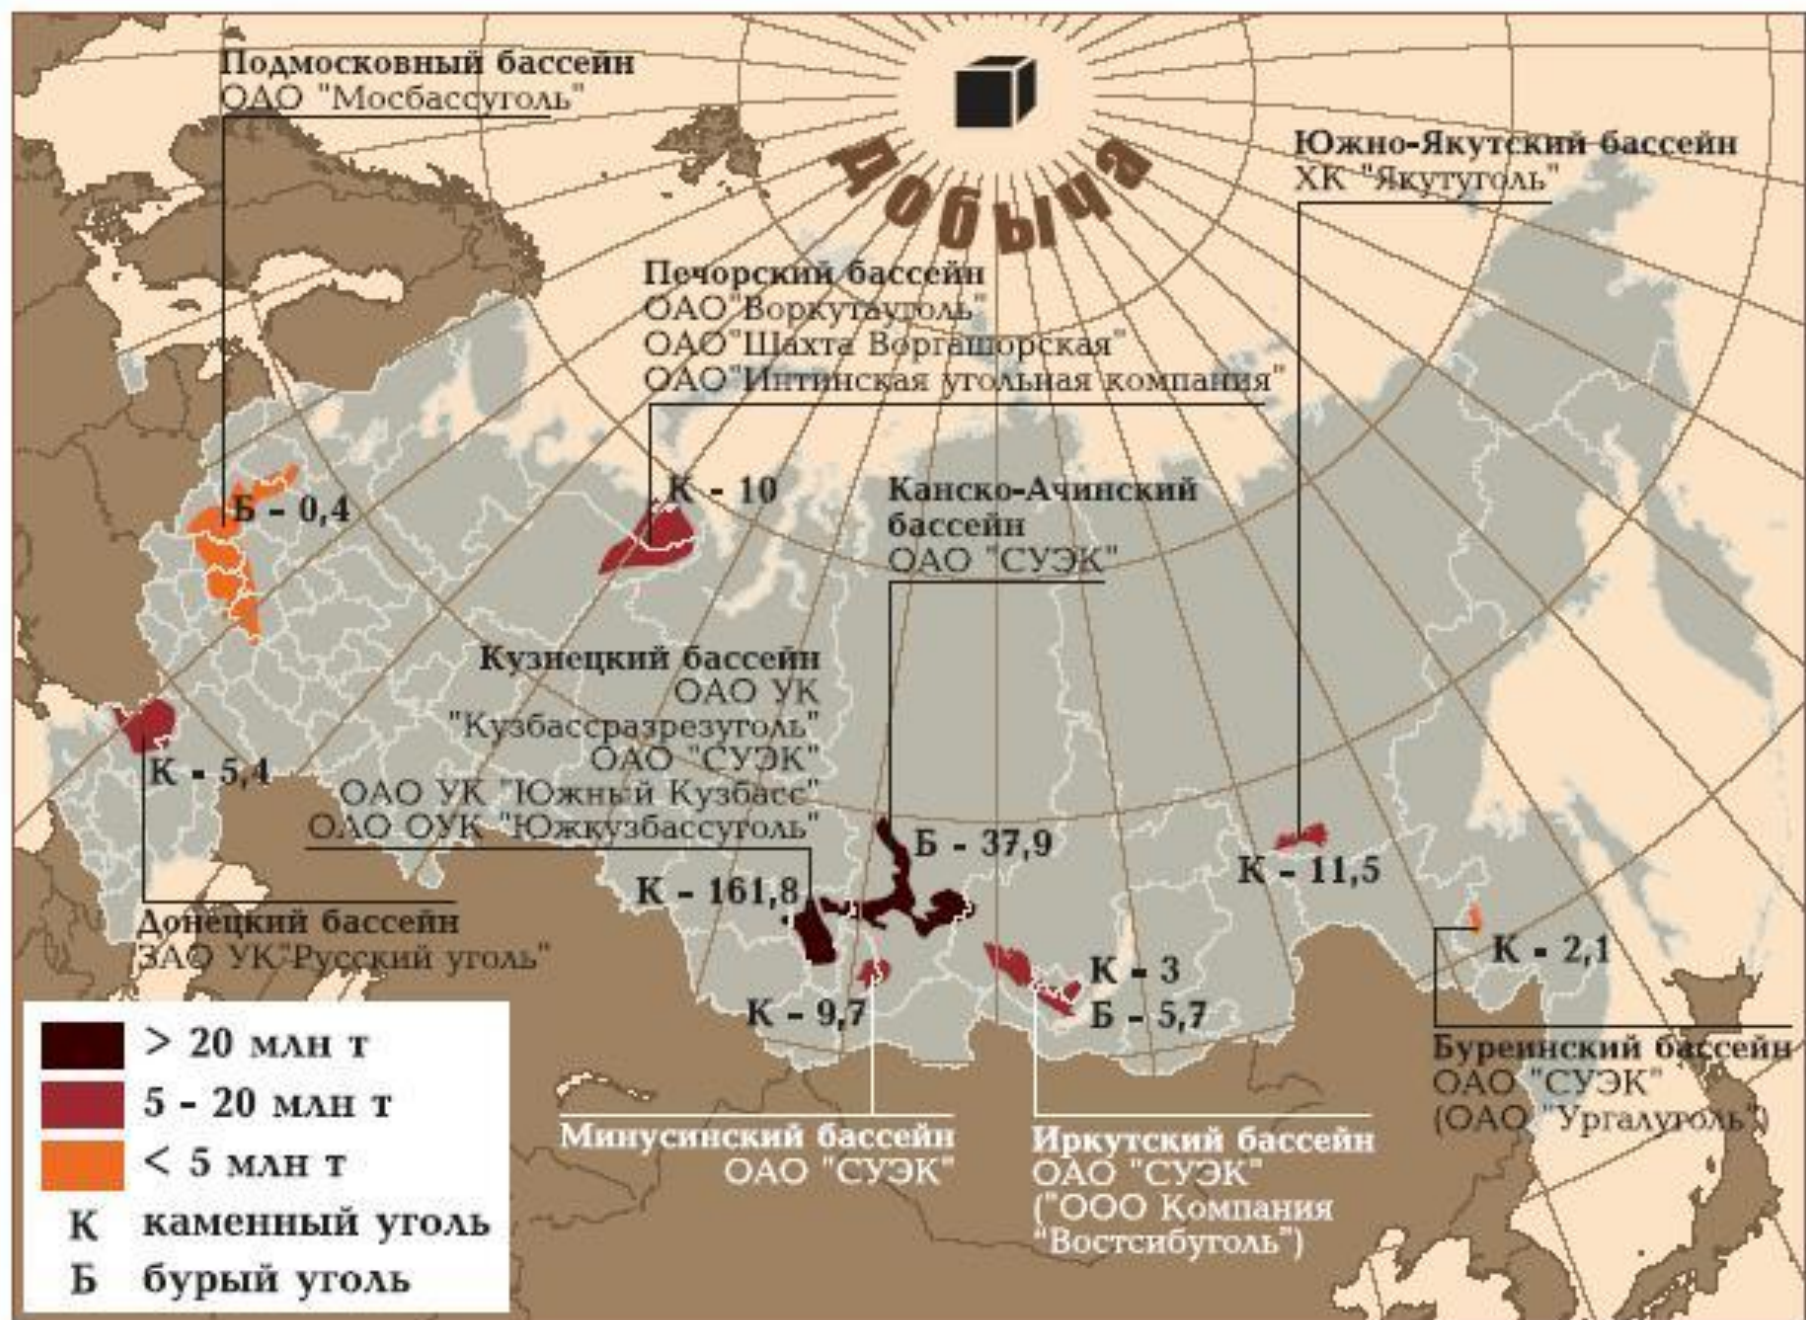 Подмосковный бассейн
ОАО "Мосбассуголь"
добыча
Южно-Якутский бассейн
ХК "Якутуголь"
Печорский бассейн
ОАО"Воркутауголь"
ОАО"Шахта Воргашорская"
ОАО"Интинская угольная компания"
К - 10
Канско-Ачинский
бассейн
ОАО "СУЭК"
Б - 0,4
Кузнецкий бассейн
ОАО УК
"Кузбассразрезуголь"
ОАО "СУЭК"
ОАО УК "Южный Кузбасс"
ОАО ОУК "Южкузбассуголь"
К - 5,4
Б - 37,9
К - 161,8
К - 11,5
Донецкий бассейн
ЗАО УК"Русский уголь"
К - 2,1
К - 3
Б - 5,7
К - 9,7
Буреинский бассейн
ОАО "СУЭК"
(ОАО "Ургалуголь")
Минусинский бассейн
ОАО "СУЭК"
Иркутский бассейн
ОАО "СУЭК"
("ООО Компания
"Востсибуголь")
> 20 млн т
5 - 20 млн т
< 5 млн т
К каменный уголь
Б бурый уголь